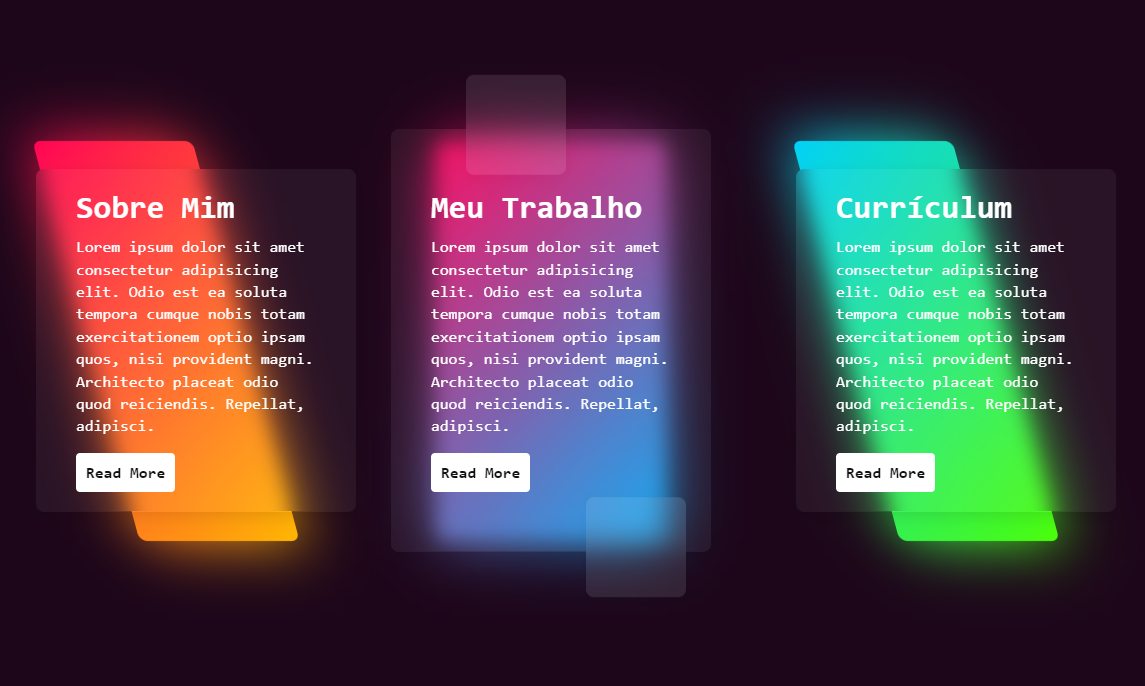 Sobre Mim
Lorem ipsum dolor sit amet
consectetur adipisicing
elit. Odio est ea soluta
tempora cumque nobis totam
exercitationem optio ipsam
quos, nisi provident magni.
Architecto placeat odio
quod reiciendis. Repellat,
adipisci.
Read More
Meu Trabalho
Lorem ipsum dolor sit amet
consectetur adipisicing
elit. Odio est ea soluta
tempora cumque nobis totam
exercitationem optio ipsam
quos, nisi provident magni.
Architecto placeat odio
quod reiciendis. Repellat,
adipisci.
Read More
Currículum
Lorem ipsum dolor sit amet
consectetur adipisicing
elit. Odio est ea soluta
tempora cumque nobis totam
exercitationem optio ipsam
quos, nisi provident magni.
Architecto placeat odio
quod reiciendis. Repellat,
adipisci.
Read More